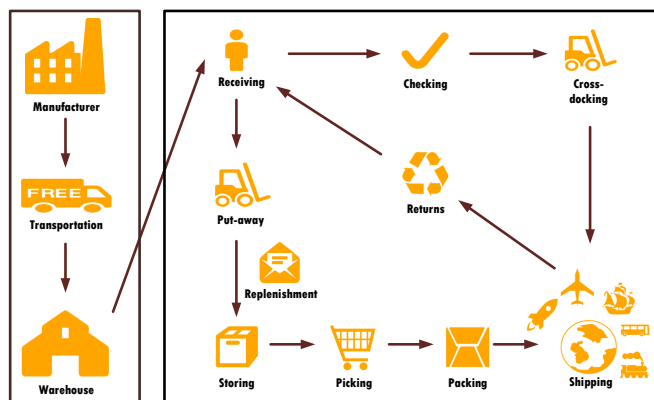 Manufacturer
FREE
Transportation
Warehouse
Receiving
Checking
Cross-
docking
Put-away
Returns
Replenishment
Storing
Picking
Packing
Shipping